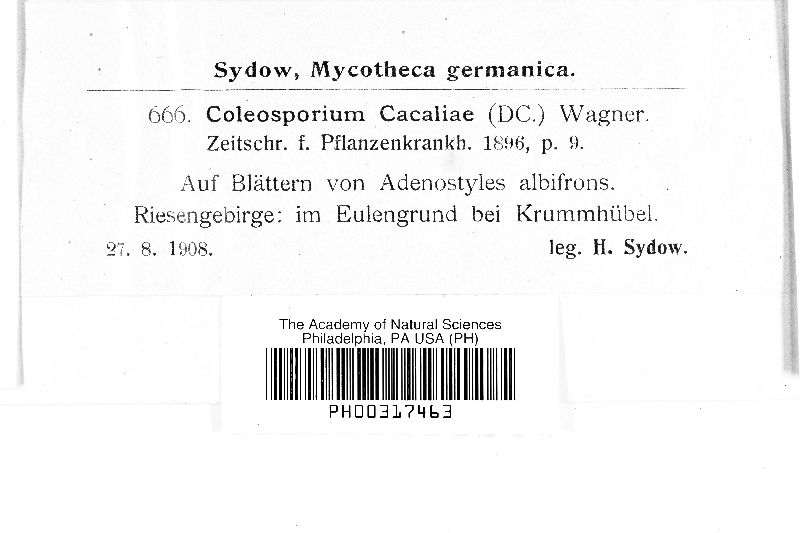 Sydow, Mycotheca germanica.
666. Coleosporium Cacaliae (DC.) Wagner.
Zeitschr. f. Pflanzenkrankh. 1896, p. 9.
Auf Blättern von Adenostyles albifrons.
Riesengebirge: im Eulengrund bei Krummhübel.
27. 8. 1908. leg. H. Sydow.
The Academy of Natural Sciences
Philadelphia, PA USA (PH)
PH00317463